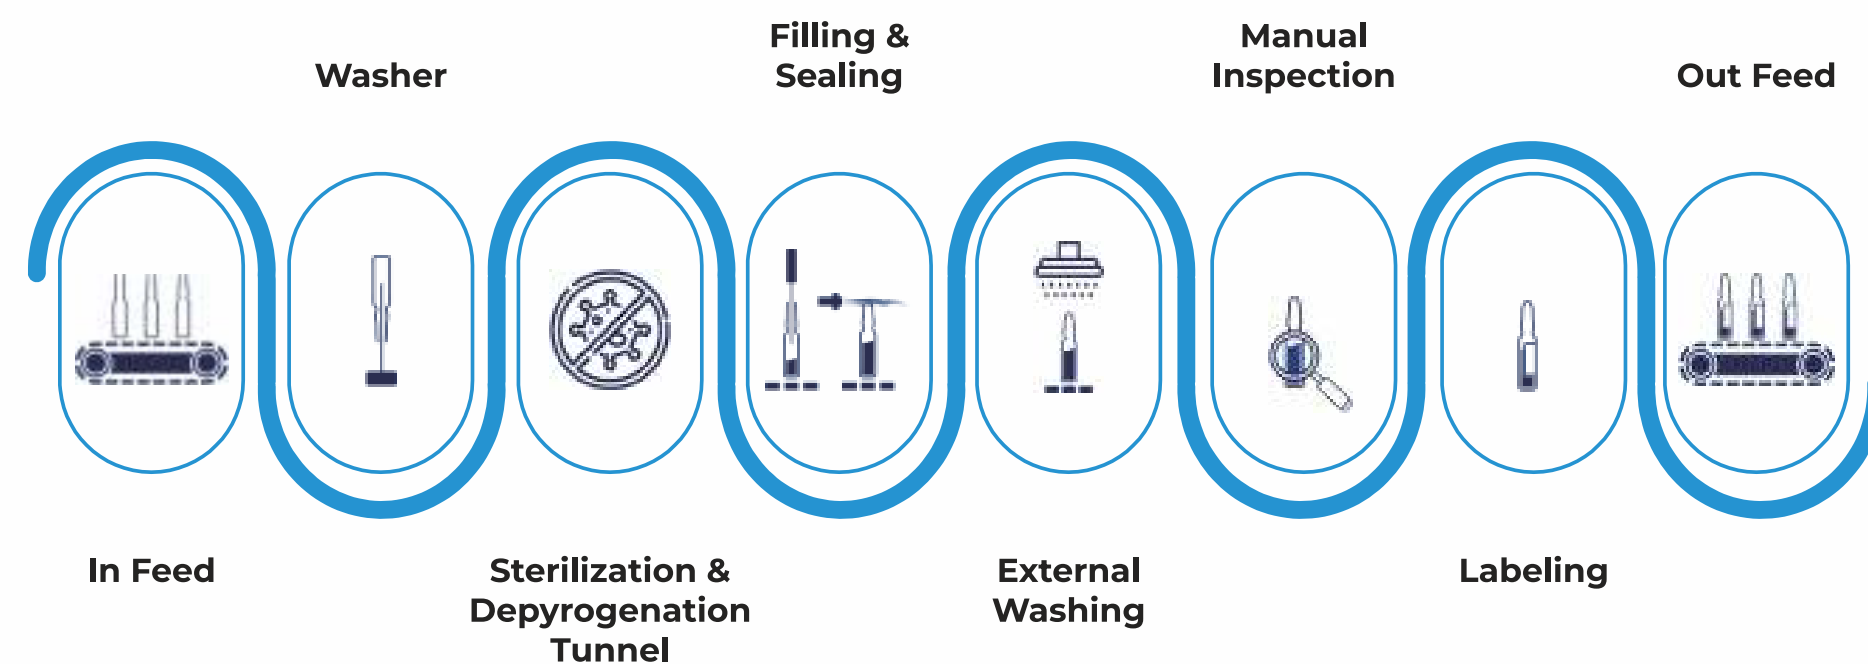 In Feed
Washer
Sterilization &
Depyrogenation
Tunnel
Filling &
Sealing
External
Washing
Manual
Inspection
Labeling
Out Feed